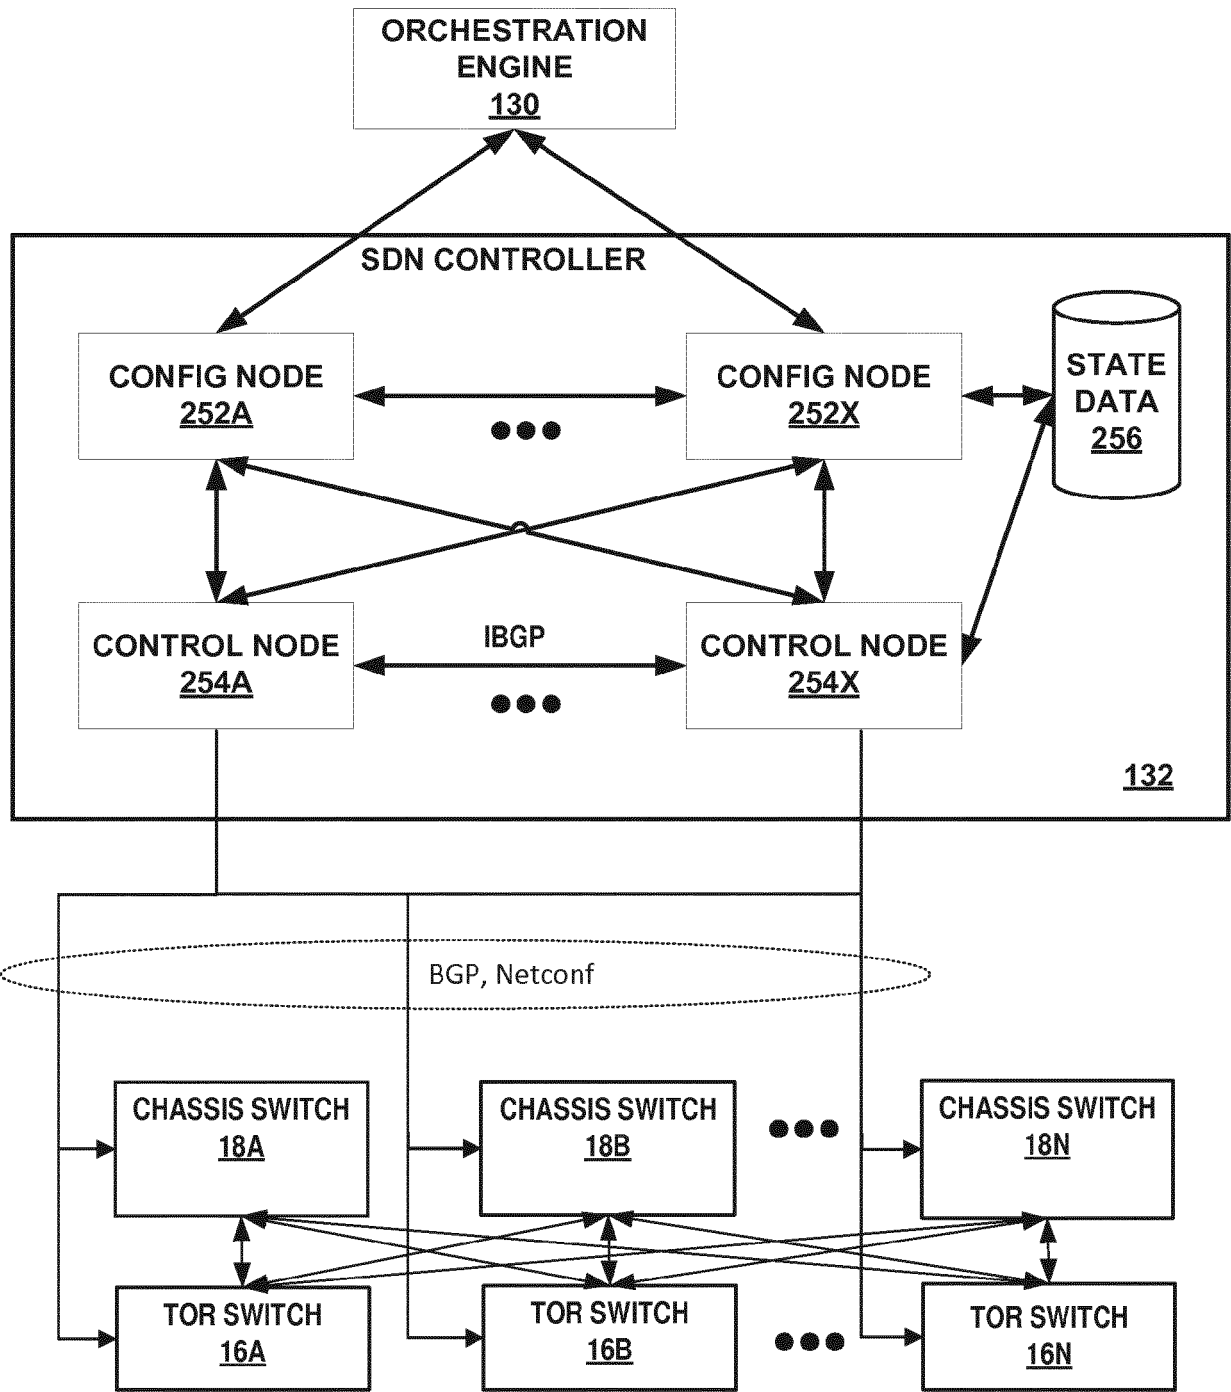 ORCHESTRATION
ENGINE
130
SDN CONTROLLER
CONFIG NODE
252A
CONFIG NODE
252X
STATE
DATA
256
CONTROL NODE
254A
IBGP
CONTROL NODE
254X
132
BGP, Netconf
CHASSIS SWITCH
18A
CHASSIS SWITCH
18B
CHASSIS SWITCH
18N
TOR SWITCH
16A
TOR SWITCH
16B
TOR SWITCH
16N